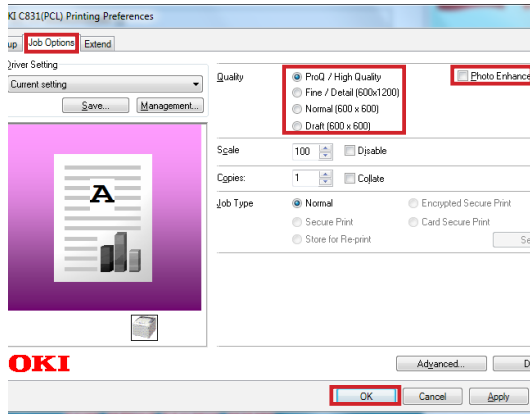 KI C831(PCL) Printing Preferences
up Job Options Extend
Driver Setting
Current setting
Save... Management...
A
OKI
Quality ProQ / High Quality Photo Enhance
Fine / Detail (600x1200)
Normal (600 x 600)
Draft (600 x 600)
Scale 100 Disable
Copies: 1 Collate
Job Type Normal Encrypted Secure Print
Secure Print Card Secure Print
Store for Re-print Se
Advanced... D
OK Cancel Apply